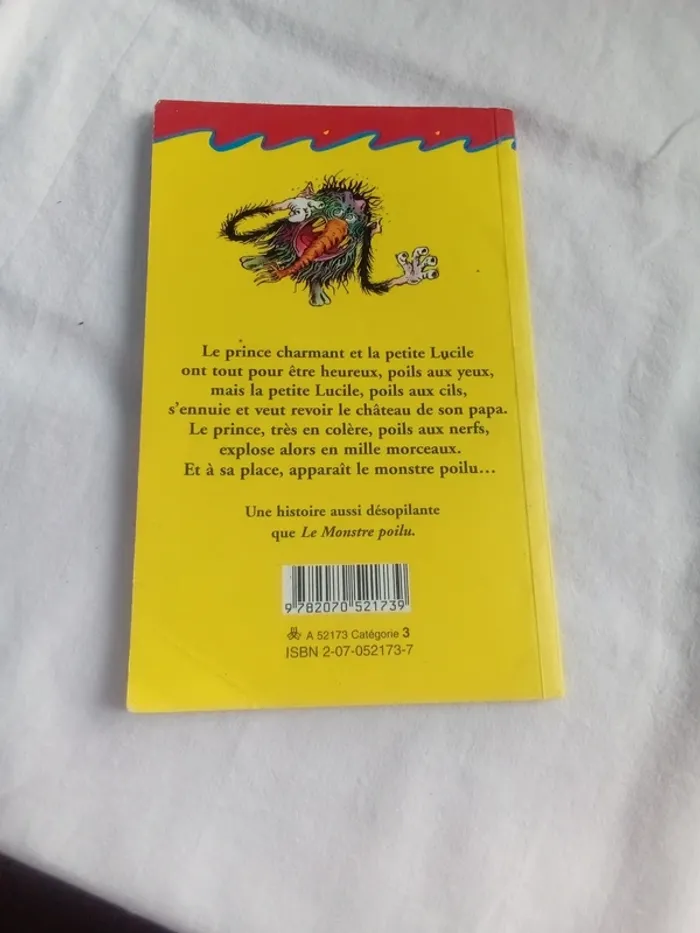 Le prince charmant et la petite Lucile
ont tout pour être heureux, poils aux yeux,
mais la petite Lucile, poils aux cils,
s'ennuie et veut revoir le château de son papa.
Le prince, très en colère, poils aux nerfs,
explose alors en mille morceaux.
Et à sa place, apparaît le monstre poilu...
Une histoire aussi désopilante
que Le Monstre poilu.
9 782070 521739
A 52173 Catégorie 3
ISBN 2-07-052173-7